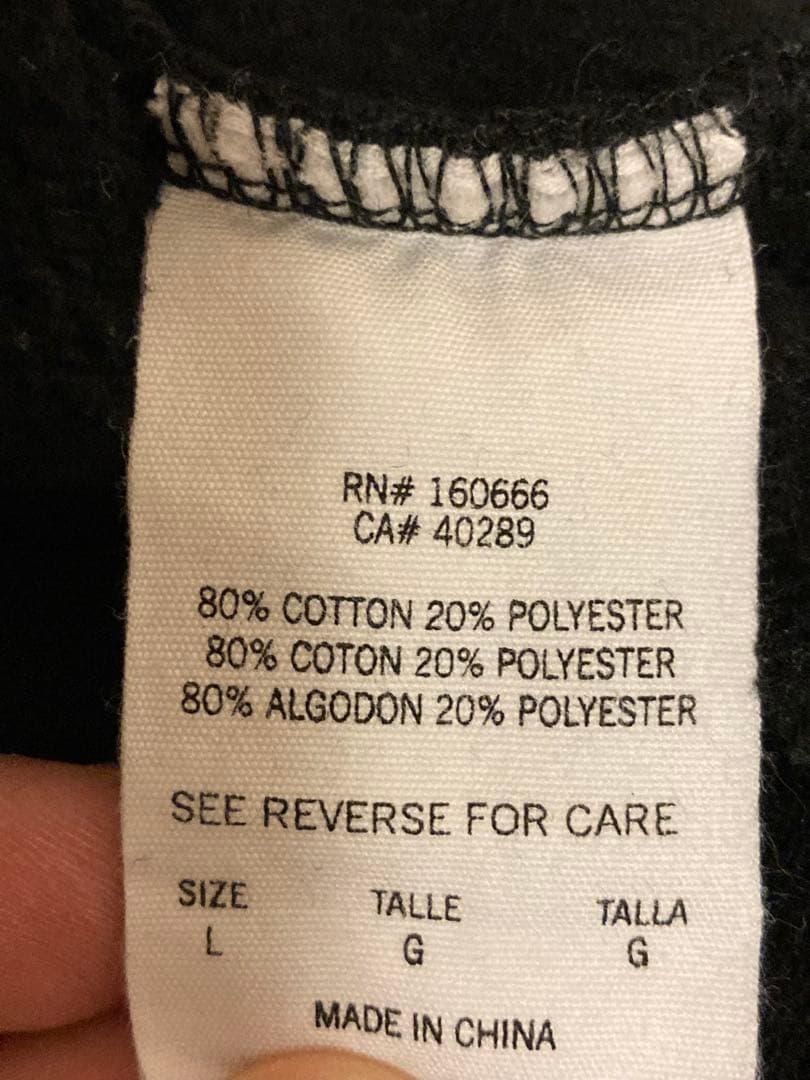 RN# 160666
CA# 40289
80% COTTON 20% POLYESTER
80% COTON 20% POLYESTER
80% ALGODON 20% POLYESTER
SEE REVERSE FOR CARE
SIZE TALLE TALLA
L G G
MADE IN CHINA